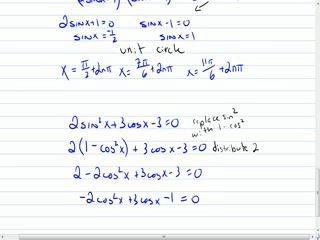 2sinx+1=0 sinx-1=0
sinx=-1/2 sinx=1
unit circle
x=π/2+2nπ x=7π/6+2nπ x=11π/6+2nπ
2sin²x+3cosx-3=0 replace sin²
with 1-cos²
2(1-cos²x)+3cosx-3=0 distribute 2
2-2cos²x+3cosx-3=0
-2cos²x+3cosx-1=0